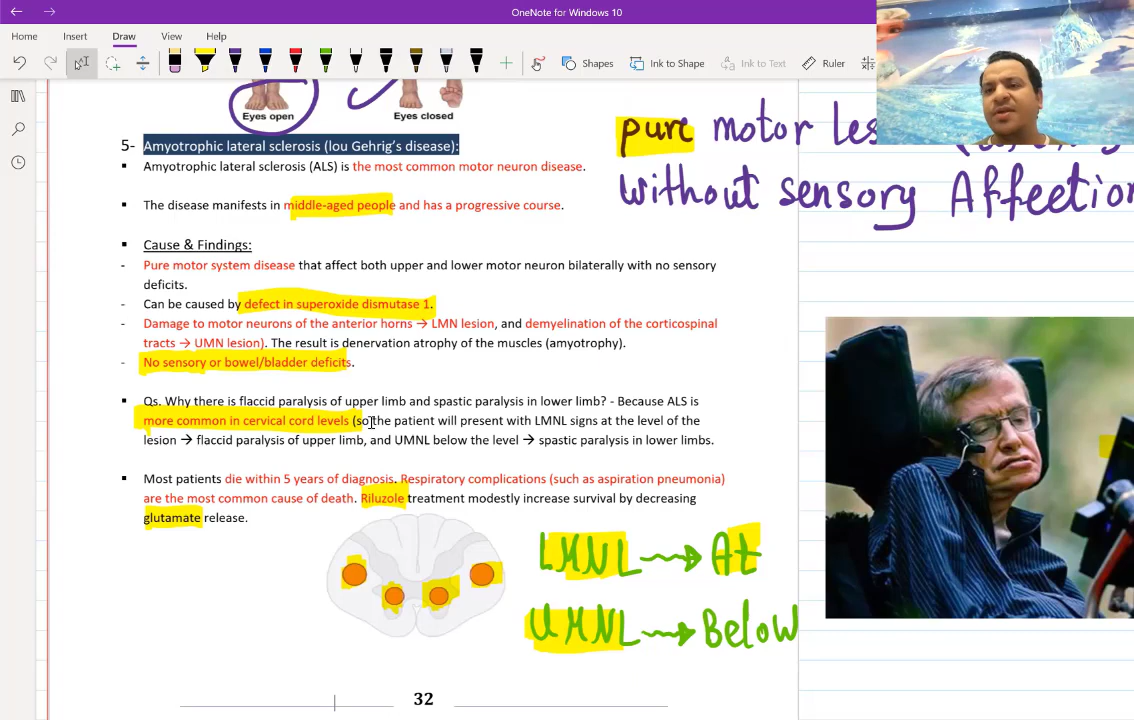 OneNote for Windows 10
Home Insert Draw View Help
Shapes Ink to Shape Ink to Text Ruler
Eyes open Eyes closed
pure motor
without sensory Affection
5- Amyotrophic lateral sclerosis (lou Gehrig's disease):
▪ Amyotrophic lateral sclerosis (ALS) is the most common motor neuron disease.
▪ The disease manifests in middle-aged people and has a progressive course.
▪ Cause & Findings:
- Pure motor system disease that affect both upper and lower motor neuron bilaterally with no sensory
deficits.
- Can be caused by defect in superoxide dismutase 1.
- Damage to motor neurons of the anterior horns → LMN lesion, and demyelination of the corticospinal
tracts → UMN lesion). The result is denervation atrophy of the muscles (amyotrophy).
- No sensory or bowel/bladder deficits.
▪ Qs. Why there is flaccid paralysis of upper limb and spastic paralysis in lower limb? - Because ALS is
more common in cervical cord levels (so the patient will present with LMNL signs at the level of the
lesion → flaccid paralysis of upper limb, and UMNL below the level → spastic paralysis in lower limbs.
▪ Most patients die within 5 years of diagnosis. Respiratory complications (such as aspiration pneumonia)
are the most common cause of death. Riluzole treatment modestly increase survival by decreasing
glutamate release.
LMNL → At
UMNL → Below
32